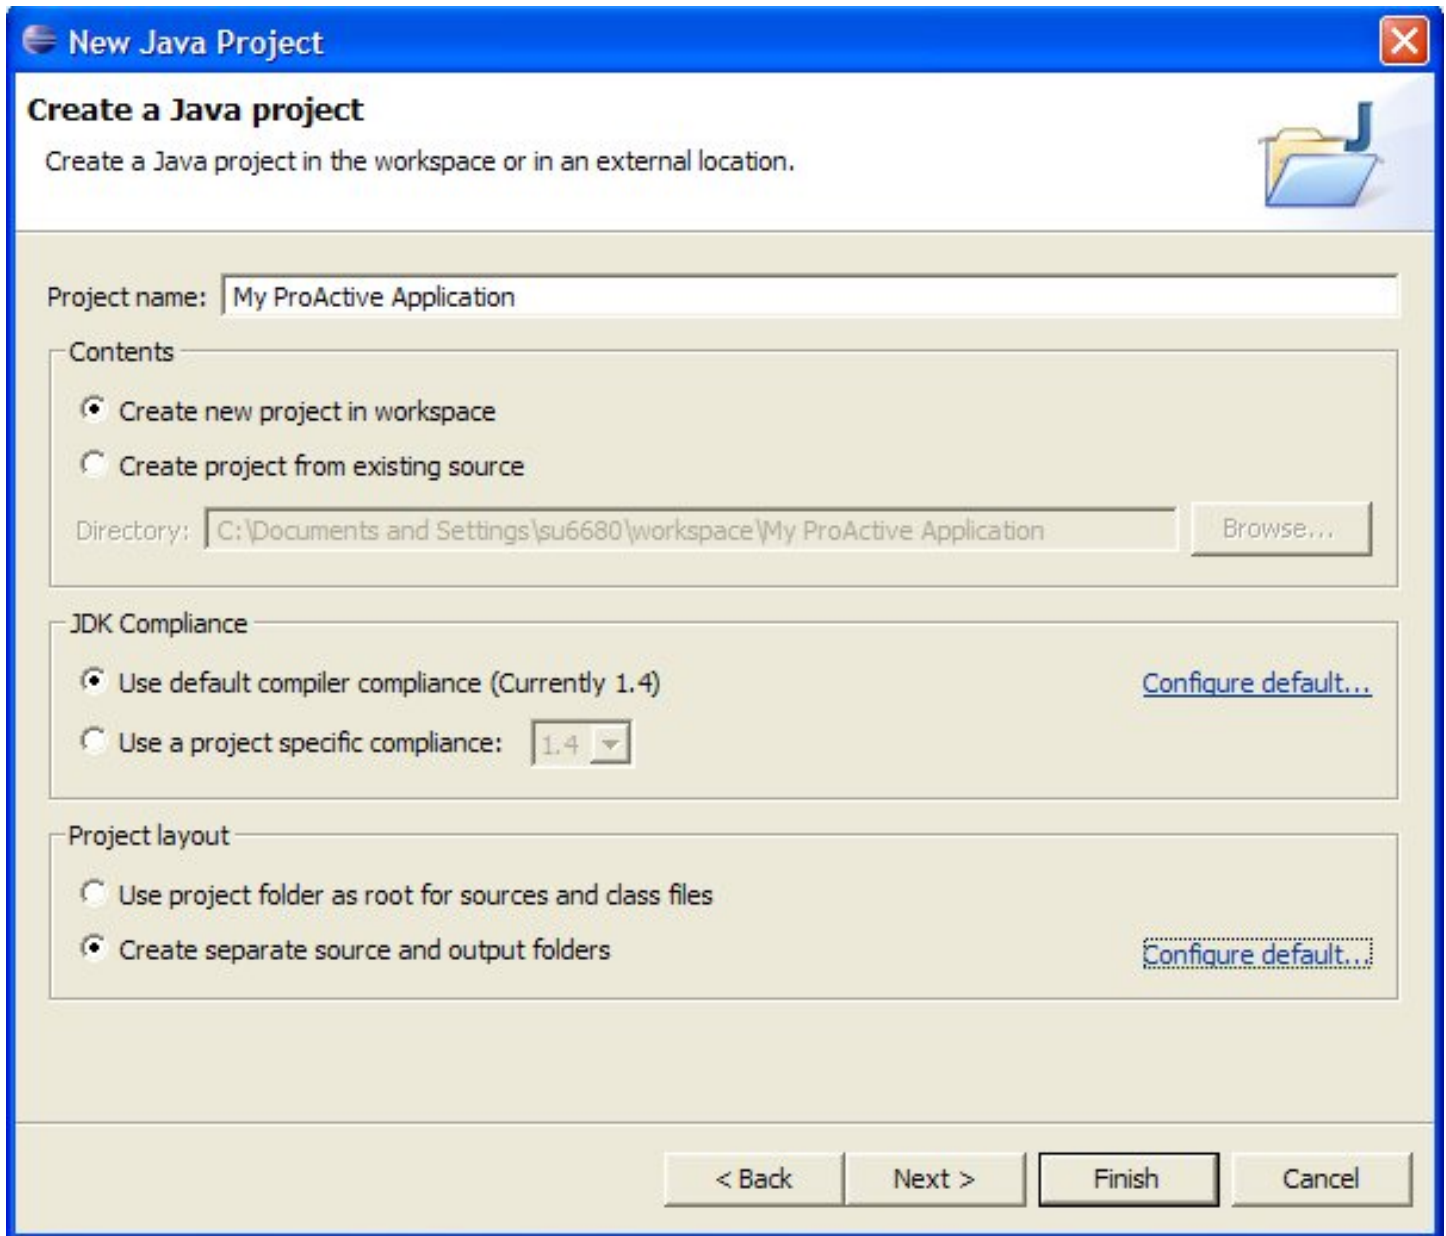 New Java Project
Create a Java project
Create a Java project in the workspace or in an external location.
Project name: My ProActive Application
Contents
Create new project in workspace
Create project from existing source
Directory: C:\Documents and Settings\su6680\workspace\My ProActive Application Browse...
JDK Compliance
Use default compiler compliance (Currently 1.4) Configure default...
Use a project specific compliance: 1.4
Project layout
Use project folder as root for sources and class files
Create separate source and output folders Configure default...
< Back Next > Finish Cancel